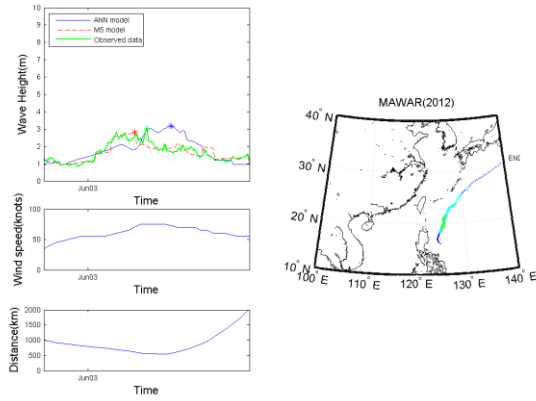 ANN model
M5 model
Observed data
10
9
8
7
6
5
4
3
2
1
0
Wave Height(m)
Jun03
Time
100
50
0
Wind speed(knots)
Jun03
Time
2000
1500
1000
500
0
Distance(km)
Jun03
Time
MAWAR(2012)
40° N
30° N
20° N
10° N
100° E
110° E
120° E
130° E
140° E
END